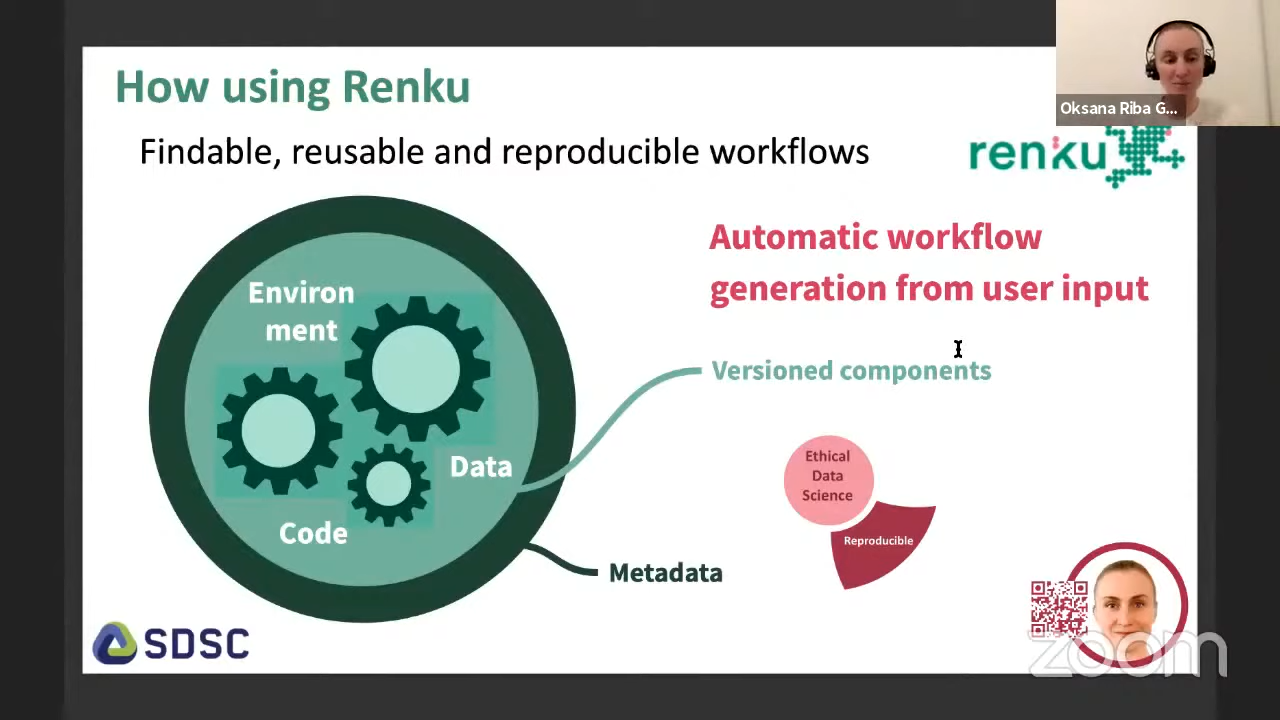 How using Renku
Oksana Riba G...
Findable, reusable and reproducible workflows
renku
Automatic workflow
generation from user input
Environ
ment
Versioned components
Data
Code
Ethical
Data
Science
Reproducible
Metadata
SDSC
zoom